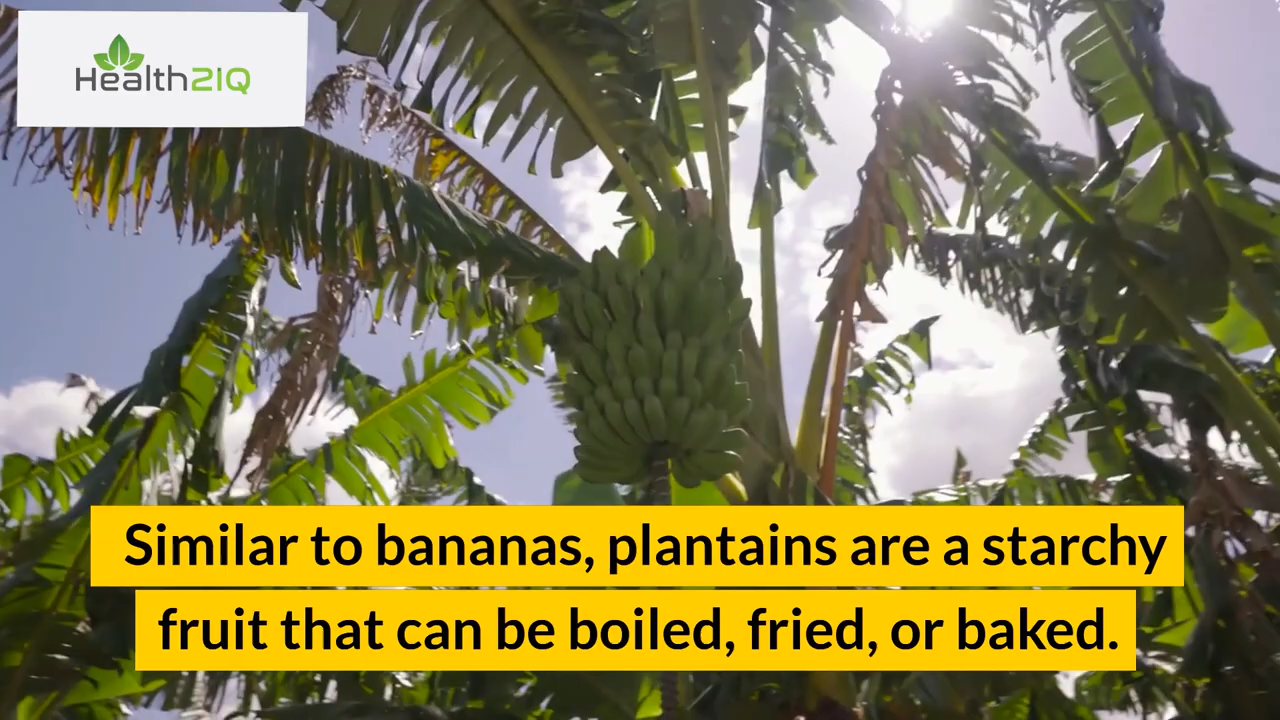 Health2IQ
Similar to bananas, plantains are a starchy
fruit that can be boiled, fried, or baked.